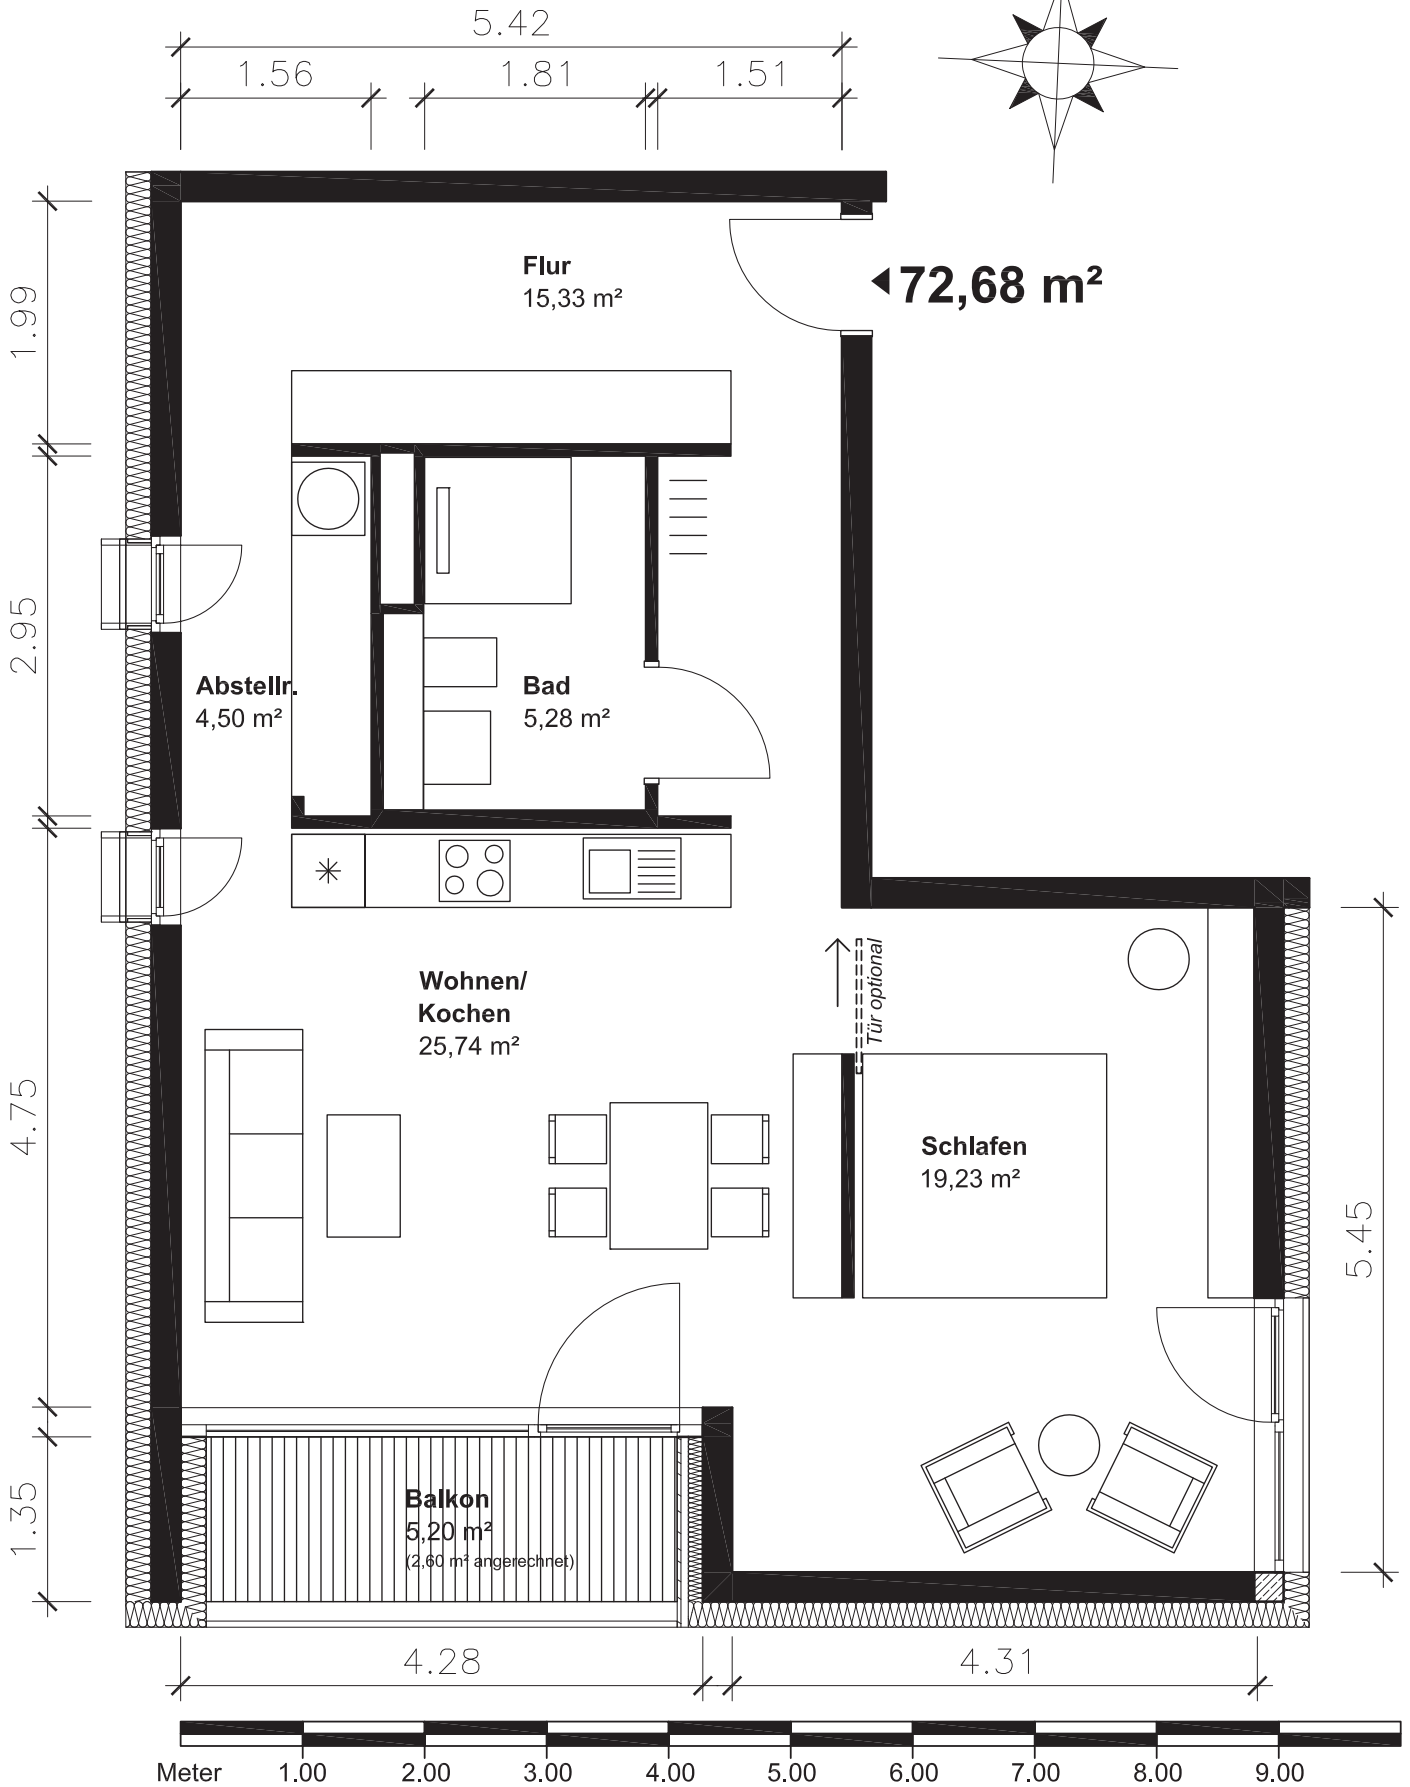 5.42
1.56
1.81
1.51
Flur
15,33 m²
72,68 m²
1.99
2.95
Abstellr.
4,50 m²
Bad
5,28 m²
Wohnen/
Kochen
25,74 m²
Tür optional
4.75
Schlafen
19,23 m²
5.45
Balkon
5,20 m²
(2,60 m² angerechnet)
1.35
4.28
4.31
Meter 1.00 2.00 3.00 4.00 5.00 6.00 7.00 8.00 9.00